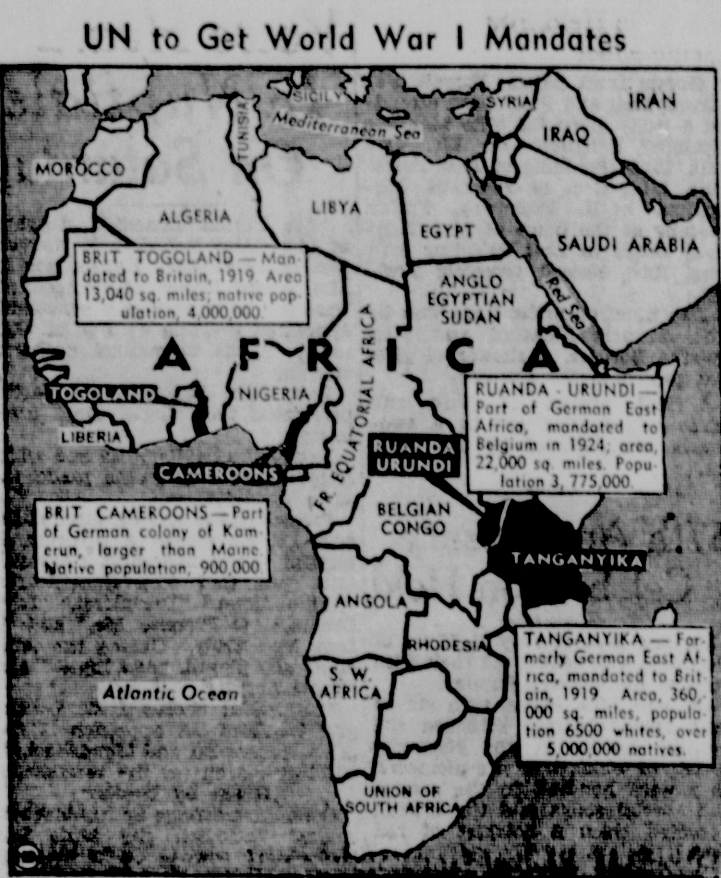 UN to Get World War I Mandates
SICILY
SYRIA
IRAN
TUNISIA
Mediterranean Sea
IRAQ
MOROCCO
ALGERIA
LIBYA
EGYPT
SAUDI ARABIA
BRIT TOGOLAND — Man-
dated to Britain, 1919. Area
13,040 sq. miles; native pop-
ulation, 4,000,000.
ANGLO
EGYPTIAN
SUDAN
Red Sea
AFRICA
TOGOLAND
NIGERIA
FR. EQUATORIAL AFRICA
RUANDA - URUNDI —
Part of German East
Africa, mandated to
Belgium in 1924; area,
22,000 sq. miles. Popu-
lation 3, 775,000.
LIBERIA
RUANDA
URUNDI
CAMEROONS
BRIT CAMEROONS — Part
of German colony of Kam-
erun, larger than Maine.
Native population, 900,000.
BELGIAN
CONGO
TANGANYIKA
ANGOLA
RHODESIA
TANGANYIKA — For-
merly German East Af-
rica, mandated to Brit-
ain, 1919. Area, 360,-
000 sq. miles, popula-
tion 6500 whites, over
5,000,000 natives.
S. W.
AFRICA
Atlantic Ocean
UNION OF
SOUTH AFRICA